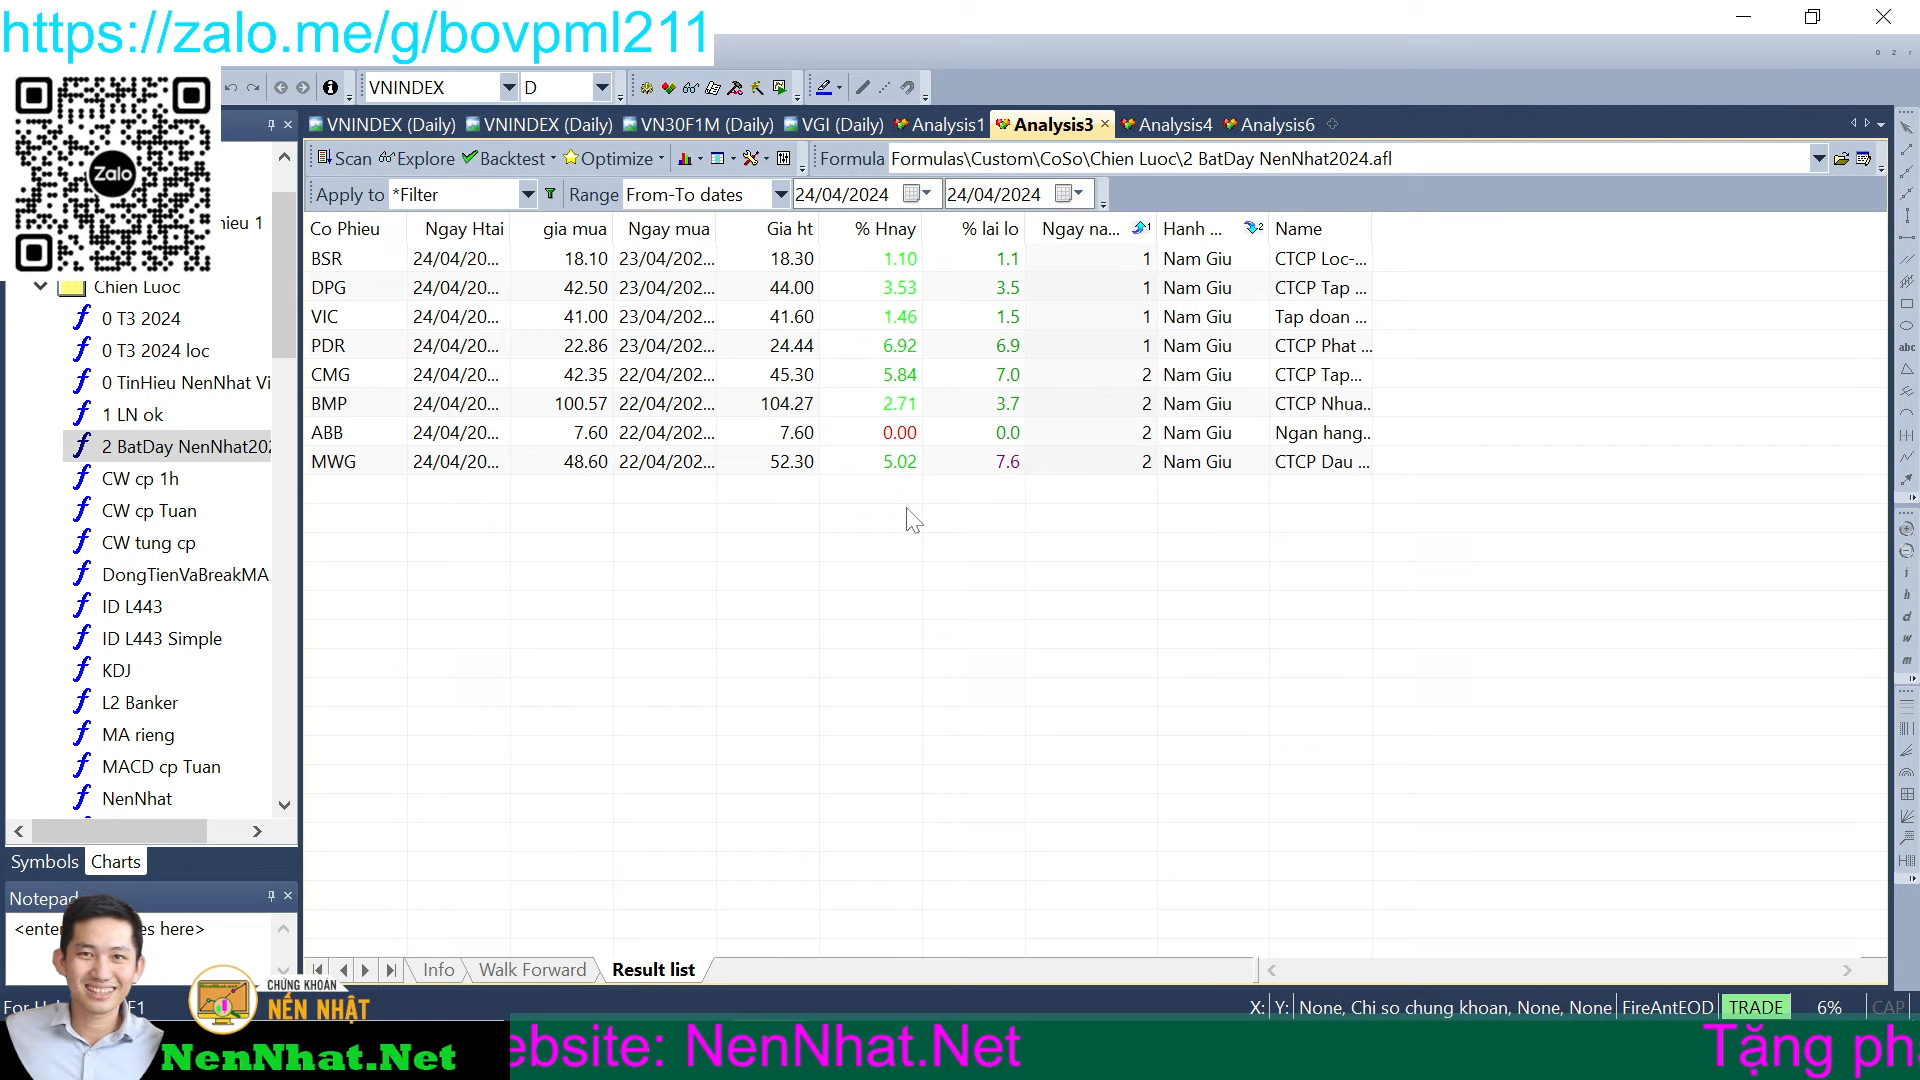 https://zalo.me/g/bovpml211
VNINDEX D
VNINDEX (Daily) VNINDEX (Daily) VN30F1M (Daily) VGI (Daily) Analysis1 Analysis3 Analysis4 Analysis6
Scan Explore Backtest Optimize Formula Formulas\Custom\CoSo\Chien Luoc\2 BatDay NenNhat2024.afl
Apply to *Filter Range From-To dates 24/04/2024 24/04/2024
Zalo
hieu 1
Chien Luoc
0 T3 2024
0 T3 2024 loc
0 TinHieu NenNhat Vi
1 LN ok
2 BatDay NenNhat202
CW cp 1h
CW cp Tuan
CW tung cp
DongTienVaBreakMA
ID L443
ID L443 Simple
KDJ
L2 Banker
MA rieng
MACD cp Tuan
NenNhat
Symbols Charts
Co Phieu Ngay Htai gia mua Ngay mua Gia ht % Hnay % lai lo Ngay na... Hanh ... Name
BSR 24/04/20... 18.10 23/04/202... 18.30 1.10 1.1 1 Nam Giu CTCP Loc-...
DPG 24/04/20... 42.50 23/04/202... 44.00 3.53 3.5 1 Nam Giu CTCP Tap ...
VIC 24/04/20... 41.00 23/04/202... 41.60 1.46 1.5 1 Nam Giu Tap doan ...
PDR 24/04/20... 22.86 23/04/202... 24.44 6.92 6.9 1 Nam Giu CTCP Phat ...
CMG 24/04/20... 42.35 22/04/202... 45.30 5.84 7.0 2 Nam Giu CTCP Tap...
BMP 24/04/20... 100.57 22/04/202... 104.27 2.71 3.7 2 Nam Giu CTCP Nhua..
ABB 24/04/20... 7.60 22/04/202... 7.60 0.00 0.0 2 Nam Giu Ngan hang..
MWG 24/04/20... 48.60 22/04/202... 52.30 5.02 7.6 2 Nam Giu CTCP Dau ...
Notepad
<enter es here>
Info Walk Forward Result list
For H F1
X: Y: None, Chi so chung khoan, None, None FireAntEOD TRADE 6% CAP
CHỨNG KHOÁN
NẾN NHẬT
NenNhat.Net
ebsite: NenNhat.Net Tặng ph